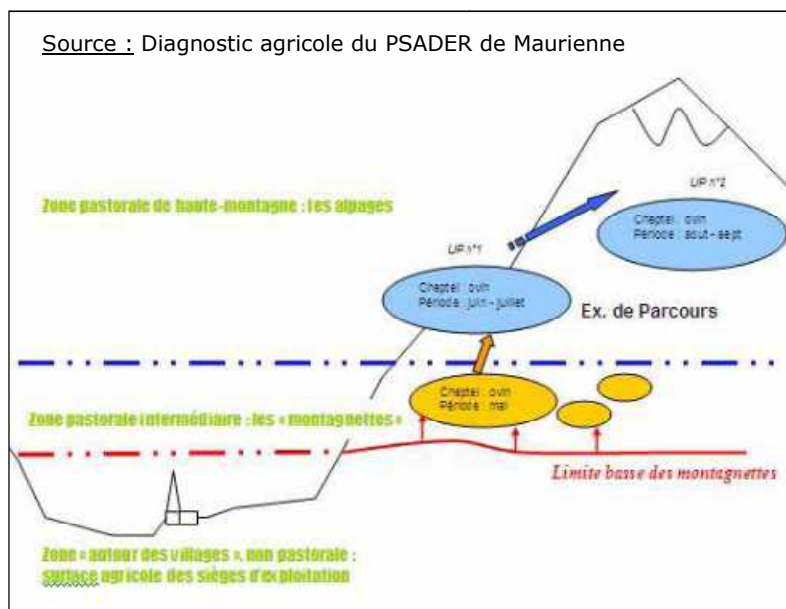 Source : Diagnostic agricole du PSADER de Maurienne
Zone pastorale de haute-montagne : les alpages
UP n°2
Cheptel : ovin
Période : aout - sept
UP n°1
Cheptel : ovin
Période : juin - juillet
Ex. de Parcours
Cheptel : ovin
Période : mai
Zone pastorale intermédiaire : les « montagnettes »
Limite basse des montagnettes
Zone « autour des villages », non pastorale :
surface agricole des sièges d'exploitation